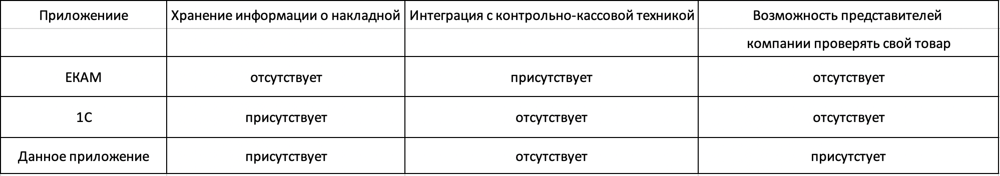 Приложениие Хранение информации о накладной Интеграция с контрольно-кассовой техникой Возможность представителей
компании проверять свой товар
ЕКАМ отсутствует присутствует отсутствует
1С присутствует отсутствует отсутствует
Данное приложение присутствует отсутствует присутстует